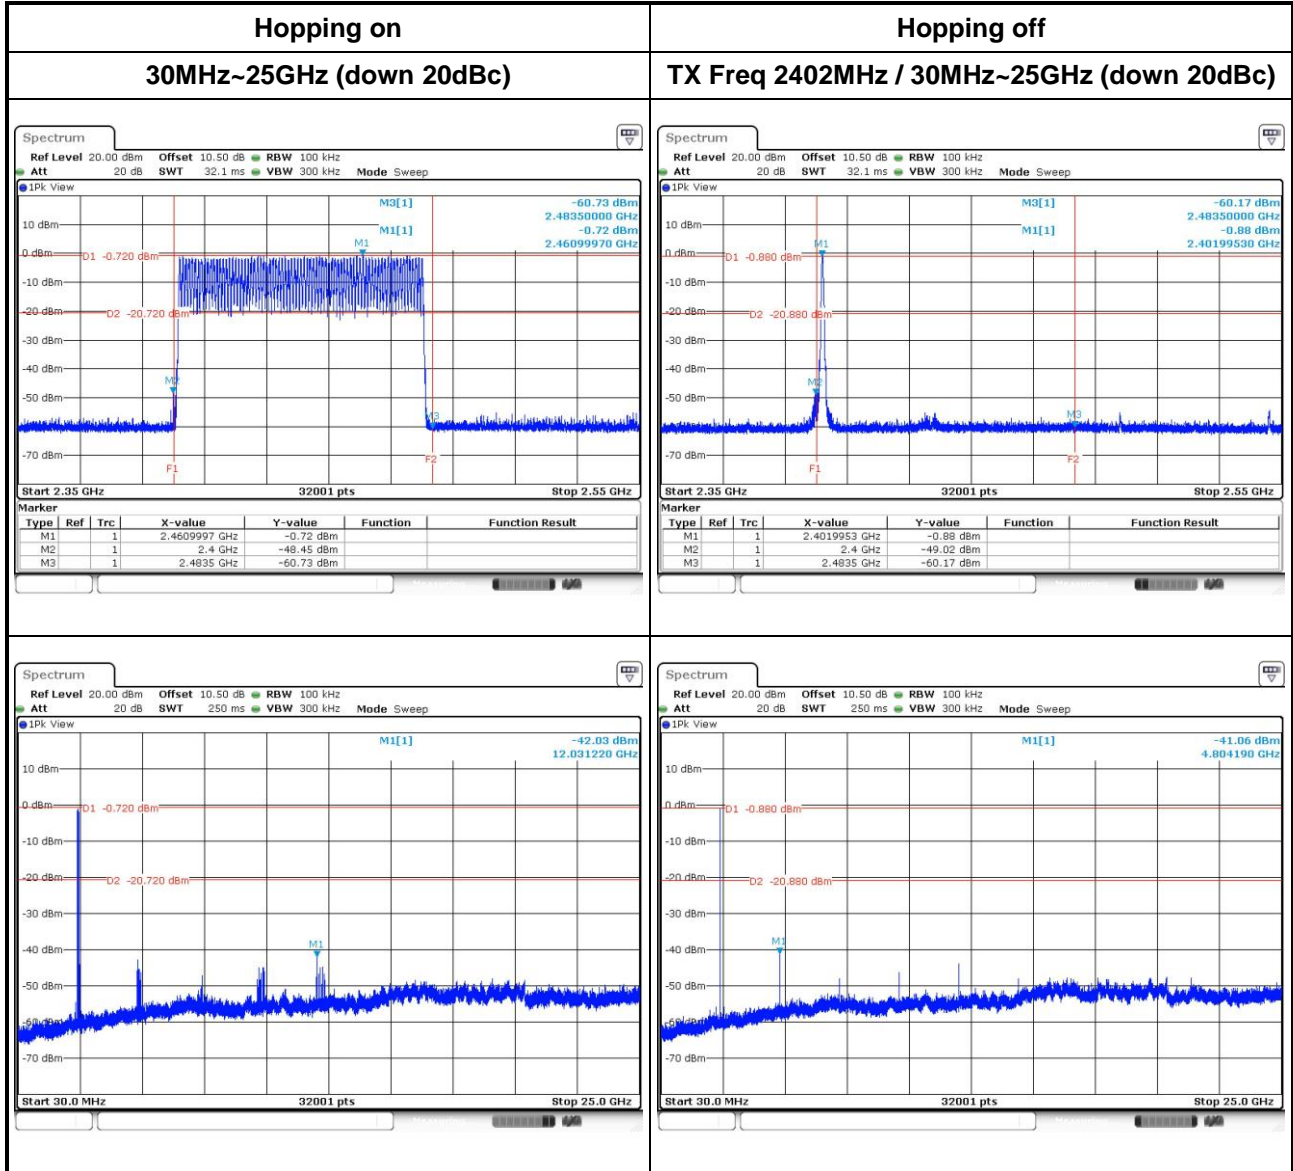 Hopping on
Hopping off
30MHz~25GHz (down 20dBc)
TX Freq 2402MHz / 30MHz~25GHz (down 20dBc)
Spectrum
Ref Level 20.00 dBm Offset 10.50 dB RBW 100 kHz
Att 20 dB SWT 32.1 ms VBW 300 kHz Mode Sweep
1Pk View
M3[1] -60.73 dBm
2.48350000 GHz
10 dBm
M1[1] -0.72 dBm
2.46099970 GHz
M1
0 dBm
D1 -0.720 dBm
-10 dBm
-20 dBm
D2 -20.720 dBm
-30 dBm
-40 dBm
M2
-50 dBm
M3
-70 dBm
F1
F2
Start 2.35 GHz 32001 pts Stop 2.55 GHz
Marker
Type Ref Trc X-value Y-value Function Function Result
M1 1 2.4609997 GHz -0.72 dBm
M2 1 2.4 GHz -48.45 dBm
M3 1 2.4835 GHz -60.73 dBm
Spectrum
Ref Level 20.00 dBm Offset 10.50 dB RBW 100 kHz
Att 20 dB SWT 32.1 ms VBW 300 kHz Mode Sweep
1Pk View
M3[1] -60.17 dBm
2.48350000 GHz
10 dBm
M1[1] -0.88 dBm
2.40199530 GHz
M1
0 dBm
D1 -0.880 dBm
-10 dBm
-20 dBm
D2 -20.880 dBm
-30 dBm
-40 dBm
M2
-50 dBm
M3
-60 dBm
-70 dBm
F1
F2
Start 2.35 GHz 32001 pts Stop 2.55 GHz
Marker
Type Ref Trc X-value Y-value Function Function Result
M1 1 2.4019953 GHz -0.88 dBm
M2 1 2.4 GHz -49.02 dBm
M3 1 2.4835 GHz -60.17 dBm
Spectrum
Ref Level 20.00 dBm Offset 10.50 dB RBW 100 kHz
Att 20 dB SWT 250 ms VBW 300 kHz Mode Sweep
1Pk View
M1[1] -42.03 dBm
12.031220 GHz
10 dBm
0 dBm
D1 -0.720 dBm
-10 dBm
-20 dBm
D2 -20.720 dBm
-30 dBm
-40 dBm
M1
-50 dBm
-70 dBm
Start 30.0 MHz 32001 pts Stop 25.0 GHz
Spectrum
Ref Level 20.00 dBm Offset 10.50 dB RBW 100 kHz
Att 20 dB SWT 250 ms VBW 300 kHz Mode Sweep
1Pk View
M1[1] -41.06 dBm
4.804190 GHz
10 dBm
0 dBm
D1 -0.880 dBm
-10 dBm
-20 dBm
D2 -20.880 dBm
-30 dBm
-40 dBm
M1
-50 dBm
-70 dBm
Start 30.0 MHz 32001 pts Stop 25.0 GHz